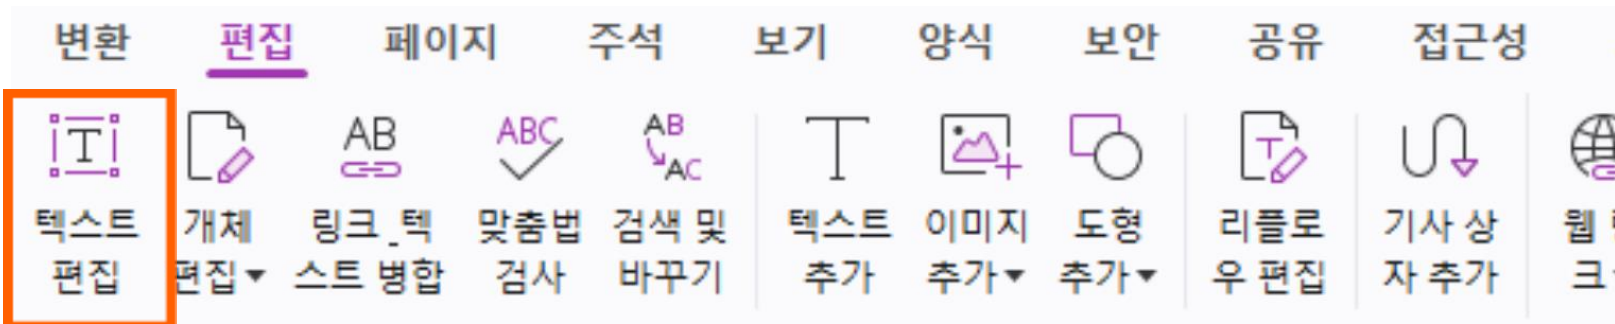 변환 편집 페이지 주석 보기 양식 보안 공유 접근성
T AB ABC AB AC T T
텍스트 개체 링크_텍 맞춤법 검색 및 텍스트 이미지 도형 리플로 기사 상 웹
편집 편집 스트 병합 검사 바꾸기 추가 추가 추가 우 편집 자 추가 크